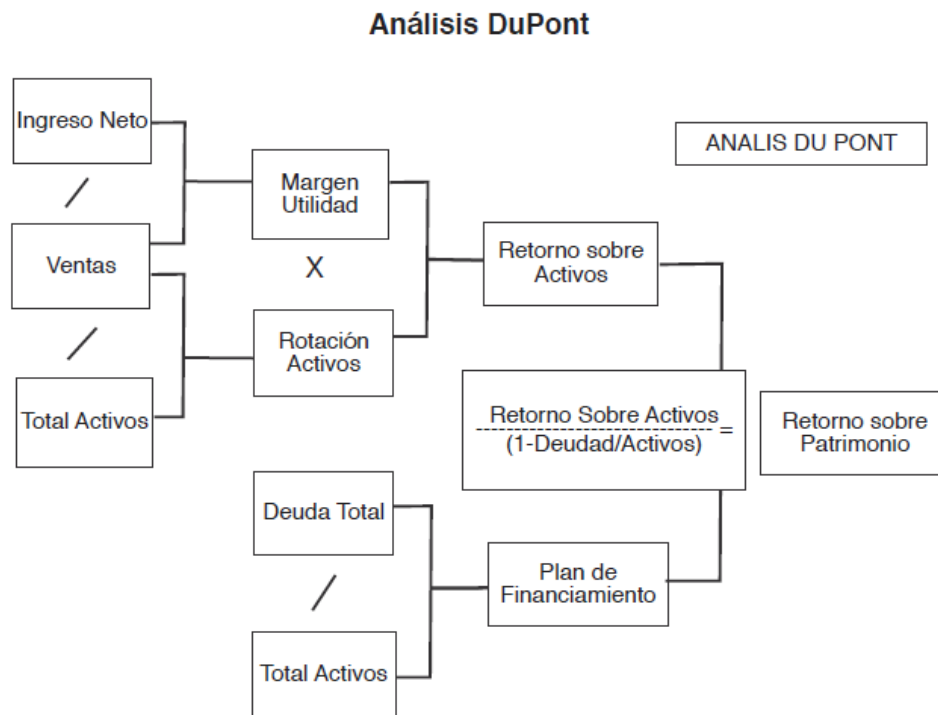 Análisis DuPont
Ingreso Neto
/
Ventas
/
Total Activos
Margen
Utilidad
X
Rotación
Activos
ANALIS DU PONT
Retorno sobre
Activos
Retorno Sobre Activos
---------------------------------- =
(1-Deudad/Activos)
Retorno sobre
Patrimonio
Deuda Total
/
Total Activos
Plan de
Financiamiento